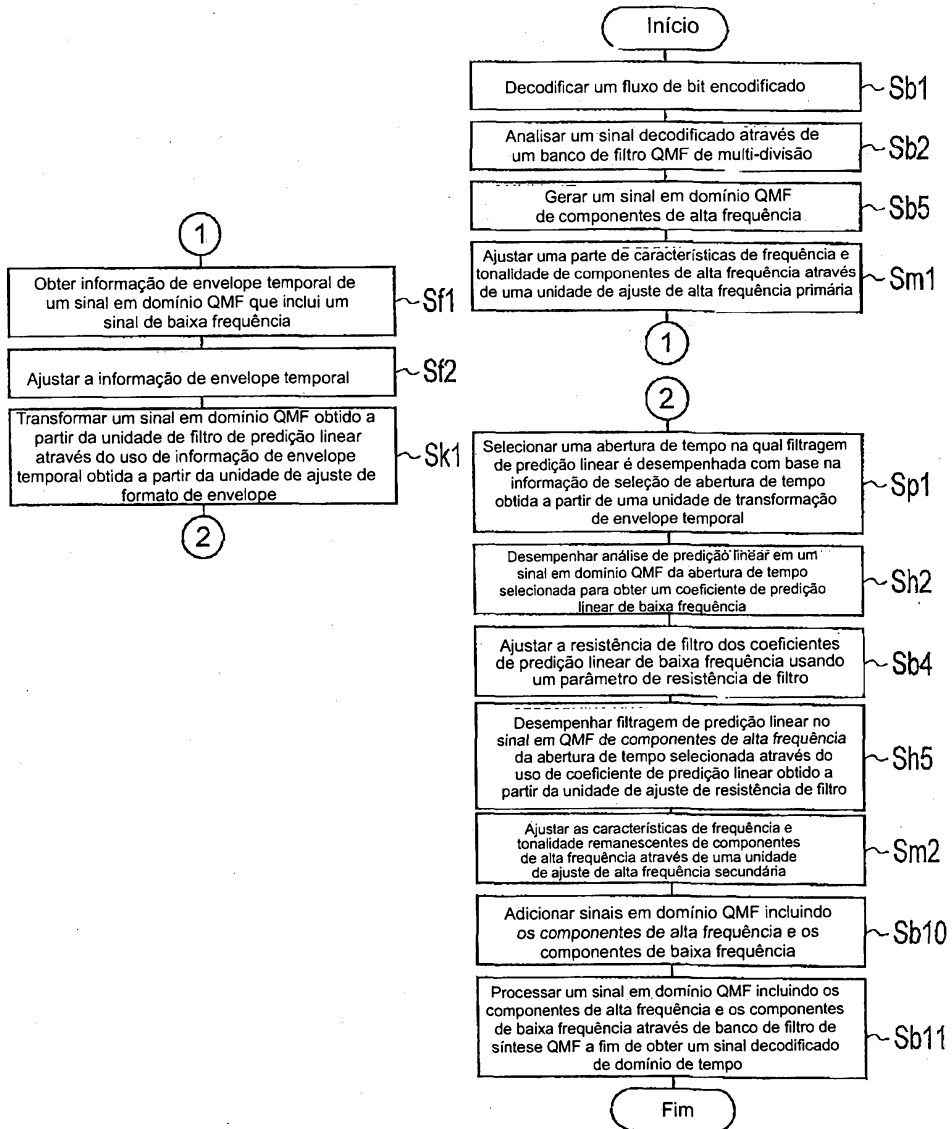 Início
Decodificar um fluxo de bit encodificado
Sb1
Analisar um sinal decodificado através de
um banco de filtro QMF de multi-divisão
Sb2
Gerar um sinal em domínio QMF
de componentes de alta frequência
Sb5
Ajustar uma parte de características de frequência e
tonalidade de componentes de alta frequência através
de uma unidade de ajuste de alta frequência primária
Sm1
1
1
Obter informação de envelope temporal de
um sinal em domínio QMF que inclui um
sinal de baixa frequência
Sf1
Ajustar a informação de envelope temporal
Sf2
Transformar um sinal em domínio QMF obtido a
partir da unidade de filtro de predição linear
através do uso de informação de envelope
temporal obtida a partir da unidade de ajuste de
formato de envelope
Sk1
2
2
Selecionar uma abertura de tempo na qual filtragem
de predição linear é desempenhada com base na
informação de seleção de abertura de tempo
obtida a partir de uma unidade de transformação
de envelope temporal
Sp1
Desempenhar análise de predição linear em um
sinal em domínio QMF da abertura de tempo
selecionada para obter um coeficiente de predição
linear de baixa frequência
Sh2
Ajustar a resistência de filtro dos coeficientes
de predição linear de baixa frequência usando
um parâmetro de resistência de filtro
Sb4
Desempenhar filtragem de predição linear no
sinal em QMF de componentes de alta frequência
da abertura de tempo selecionada através do
uso de coeficiente de predição linear obtido a
partir da unidade de ajuste de resistência de filtro
Sh5
Ajustar as características de frequência e
tonalidade remanescentes de componentes
de alta frequência através de uma unidade
de ajuste de alta frequência secundária
Sm2
Adicionar sinais em domínio QMF incluindo
os componentes de alta frequência e os
componentes de baixa frequência
Sb10
Processar um sinal em domínio QMF incluindo os
componentes de alta frequência e os componentes
de baixa frequência através de banco de filtro de
síntese QMF a fim de obter um sinal decodificado
de domínio de tempo
Sb11
Fim